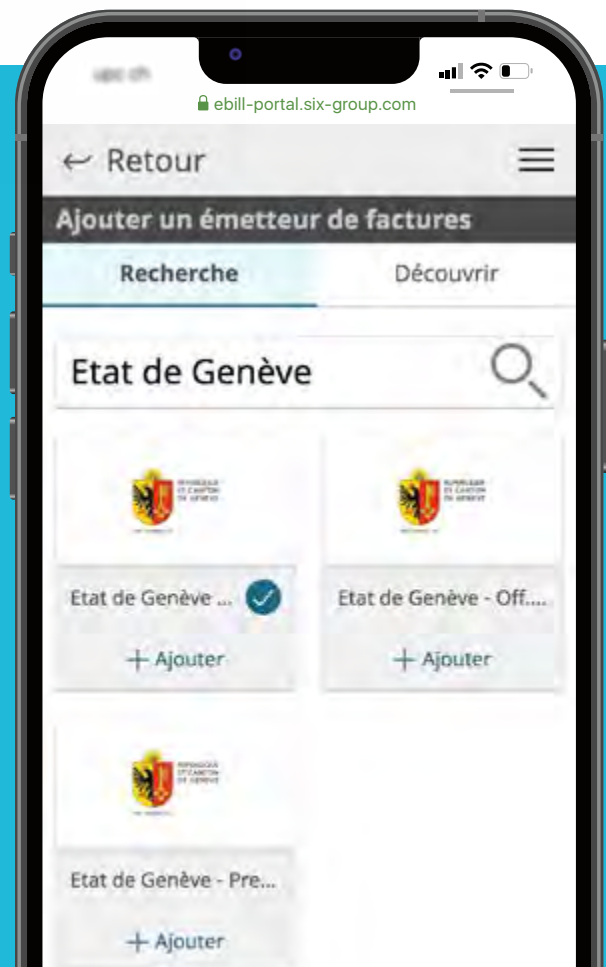 ebill-portal.six-group.com
Retour
Ajouter un émetteur de factures
Recherche
Découvrir
Etat de Genève
Etat de Genève ...
Etat de Genève - Off....
+ Ajouter
+ Ajouter
Etat de Genève - Pre...
+ Ajouter